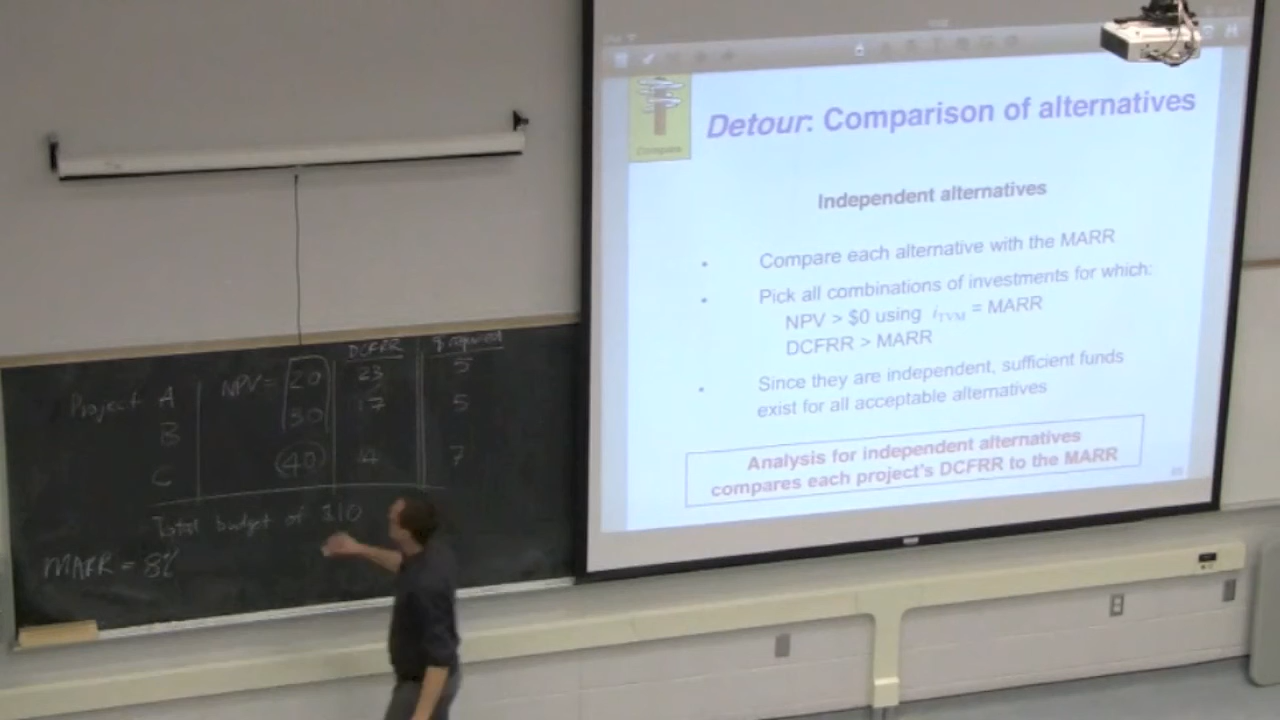 DCFRR $ required
Project A NPV = 20 23 5
B 30 17 5
C 40 7
Total budget of $10
MARR = 8%
Compare
Detour: Comparison of alternatives
Independent alternatives
• Compare each alternative with the MARR
• Pick all combinations of investments for which:
NPV > $0 using iTVM = MARR
DCFRR > MARR
• Since they are independent, sufficient funds
exist for all acceptable alternatives
Analysis for independent alternatives
compares each project's DCFRR to the MARR